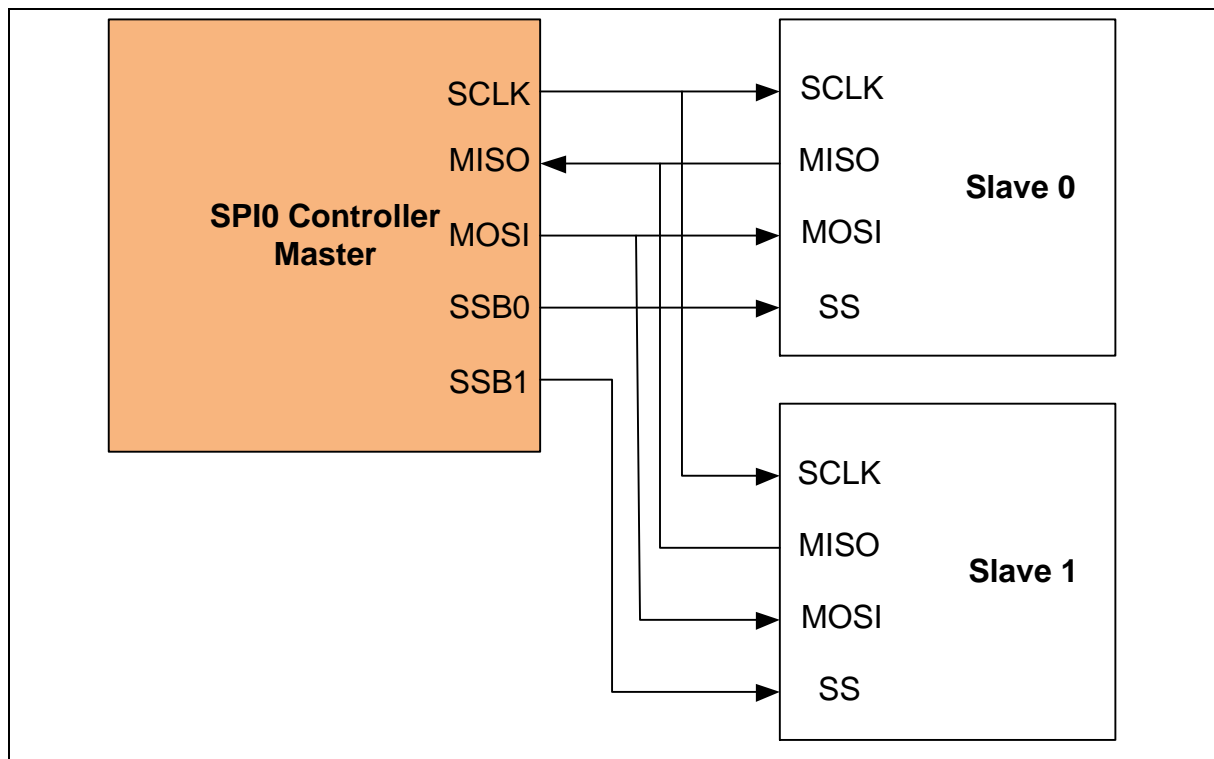 SPI0 Controller
Master
SCLK
MISO
MOSI
SSB0
SSB1
SCLK
MISO
MOSI
SS
Slave 0
SCLK
MISO
MOSI
SS
Slave 1